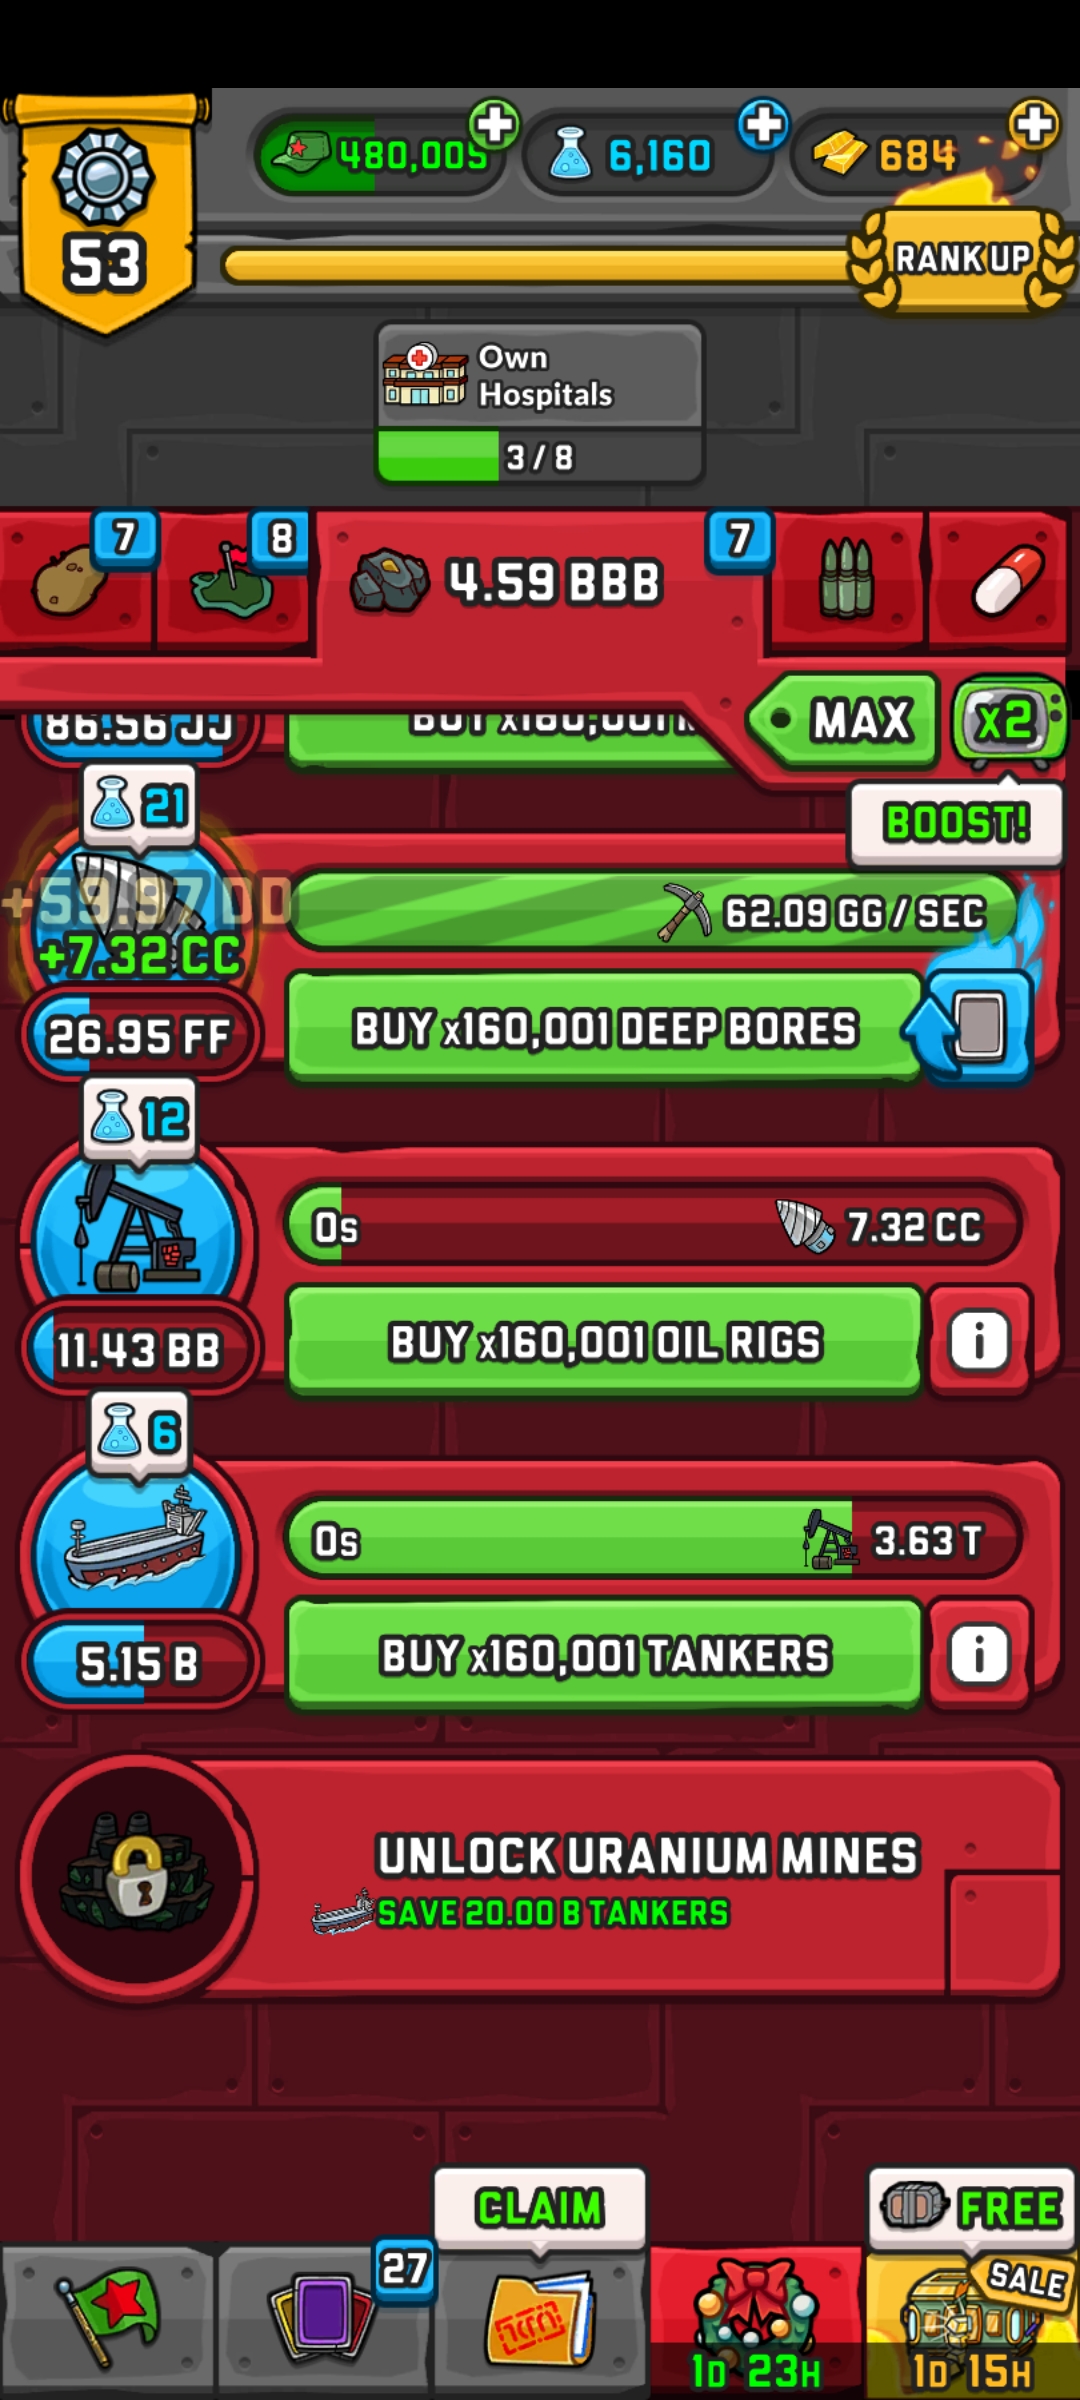 480,005
6,160
684
53
RANK UP
Own
Hospitals
3 / 8
7
8
4.59 BBB
7
86.56 JJ
MAX
x2
BOOST!
21
+59.97 DD
+7.32 CC
62.09 GG / SEC
26.95 FF
BUY x160,001 DEEP BORES
12
0s
7.32 CC
11.43 BB
BUY x160,001 OIL RIGS
i
6
0s
3.63 T
5.15 B
BUY x160,001 TANKERS
i
UNLOCK URANIUM MINES
SAVE 20.00 B TANKERS
CLAIM
FREE
27
SALE
1D 23H
1D 15H